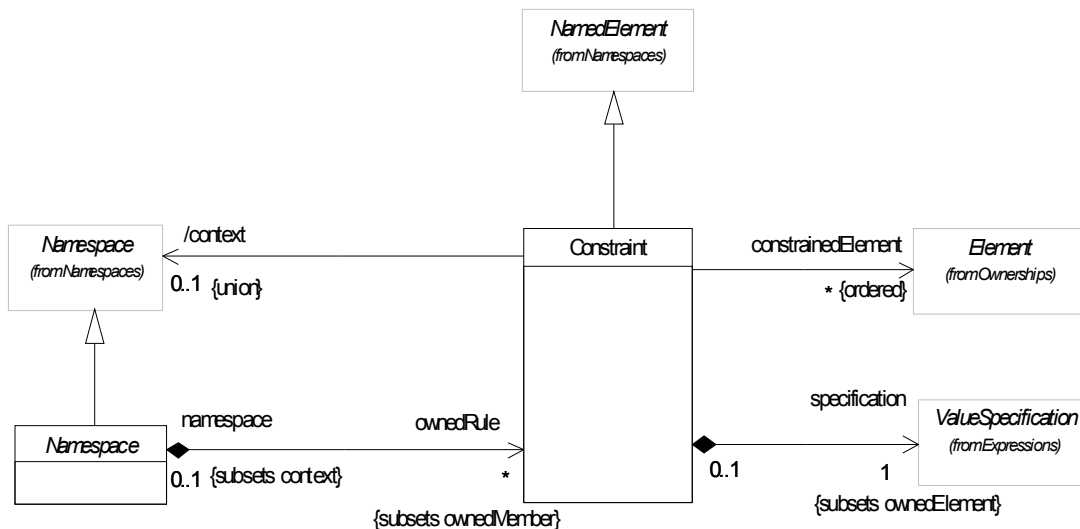 NamedElement
(fromNamespaces)
Namespace
(fromNamespaces)
/context
0..1 {union}
Constraint
constrainedElement
* {ordered}
Element
(fromOwnerships)
Namespace
namespace
0..1 {subsets context}
ownedRule
*
{subsets ownedMember}
specification
0..1
1
{subsets ownedElement}
ValueSpecification
(fromExpressions)